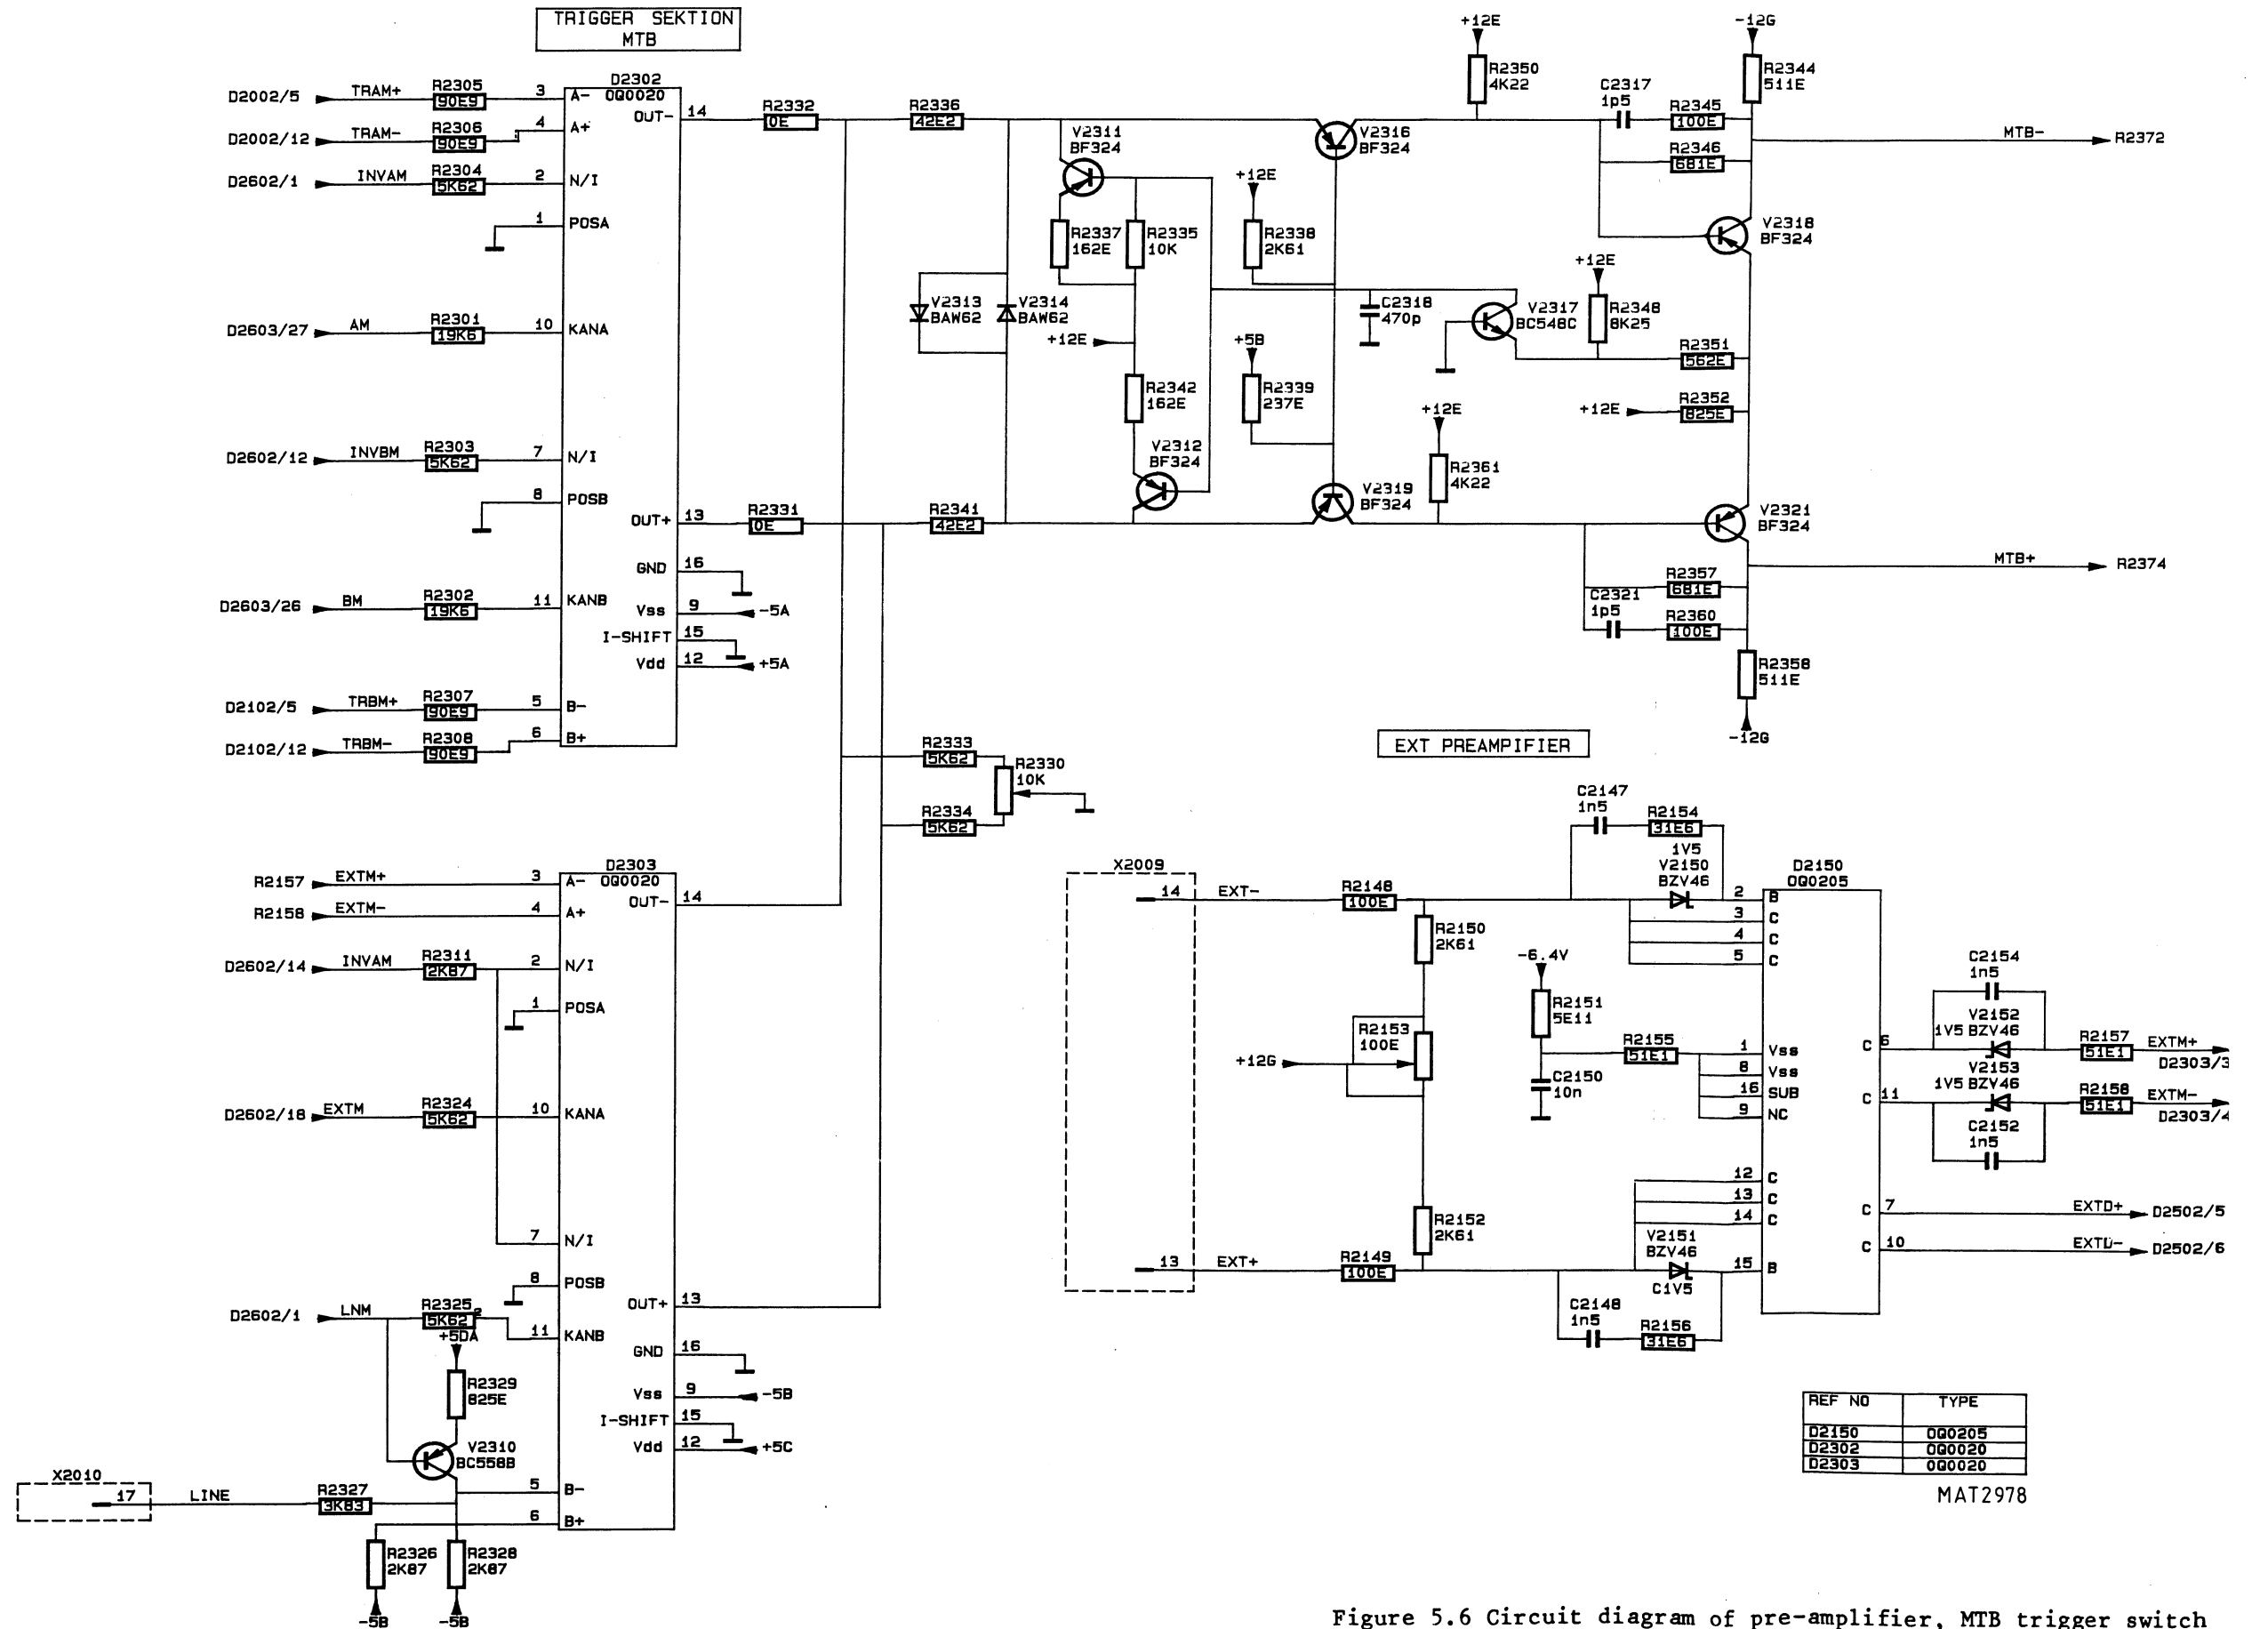 TRIGGER SEKTION
MTB
D2002/5 TRAM+ R2305 90E9 3 A-
D2002/12 TRAM- R2306 90E9 4 A+
D2602/1 INVAM R2304 5K62 2 N/I
1 POSA
D2603/27 AM R2301 19K6 10 KANA
D2602/12 INVBM R2303 5K62 7 N/I
8 POSB
D2603/26 BM R2302 19K6 11 KANB
D2102/5 TRBM+ R2307 90E9 5 B-
D2102/12 TRBM- R2308 90E9 6 B+
D2302
OQ0020
OUT- 14
OUT+ 13
GND 16
Vss 9 -5A
I-SHIFT 15
Vdd 12 +5A
R2332
0E
R2336
42E2
R2331
0E
R2341
42E2
V2311
BF324
R2337
162E
R2335
10K
V2313
BAW62
V2314
BAW62
+12E
R2342
162E
V2312
BF324
+12E
R2338
2K61
+5B
R2339
237E
V2316
BF324
V2319
BF324
C2318
470p
+12E
R2350
4K22
+12E
R2361
4K22
V2317
BC548C
+12E
R2348
8K25
R2351
562E
+12E
R2352
825E
C2317
1p5
R2345
100E
R2346
681E
-12G
R2344
511E
MTB- R2372
V2318
BF324
V2321
BF324
MTB+ R2374
R2357
681E
C2321
1p5
R2360
100E
R2358
511E
-12G
R2333
5K62
R2334
5K62
R2330
10K
R2157 EXTM+ 3 A-
R2158 EXTM- 4 A+
D2602/14 INVAM R2311 2K87 2 N/I
1 POSA
D2602/18 EXTM R2324 5K62 10 KANA
7 N/I
8 POSB
D2602/1 LNM R2325 5K62 2 11 KANB
+5DA
R2329
825E
V2310
BC558B
X2010
17 LINE R2327 3K83 5 B-
6 B+
R2326
2K87
R2328
2K87
-5B
-5B
D2303
OQ0020
OUT- 14
OUT+ 13
GND 16
Vss 9 -5B
I-SHIFT 15
Vdd 12 +5C
EXT PREAMPIFIER
X2009
14 EXT-
13 EXT+
R2148
100E
R2149
100E
R2150
2K61
R2153
100E
+12G
R2152
2K61
-6.4V
R2151
5E11
C2150
10n
R2155
51E1
C2147
1n5
R2154
31E6
1V5
V2150
BZV46
V2151
BZV46
C1V5
C2148
1n5
R2156
31E6
D2150
OQ0205
2 B
3 C
4 C
5 C
1 Vss
8 Vss
16 SUB
9 NC
12 C
13 C
14 C
15 B
C 6
C 11
C 7 EXTD+ D2502/5
C 10 EXTD- D2502/6
C2154
1n5
V2152
1V5 BZV46
V2153
1V5 BZV46
C2152
1n5
R2157
51E1
EXTM+
D2303/3
R2158
51E1
EXTM-
D2303/4
REF NO TYPE
D2150 OQ0205
D2302 OQ0020
D2303 OQ0020
MAT2978
Figure 5.6 Circuit diagram of pre-amplifier, MTB trigger switch